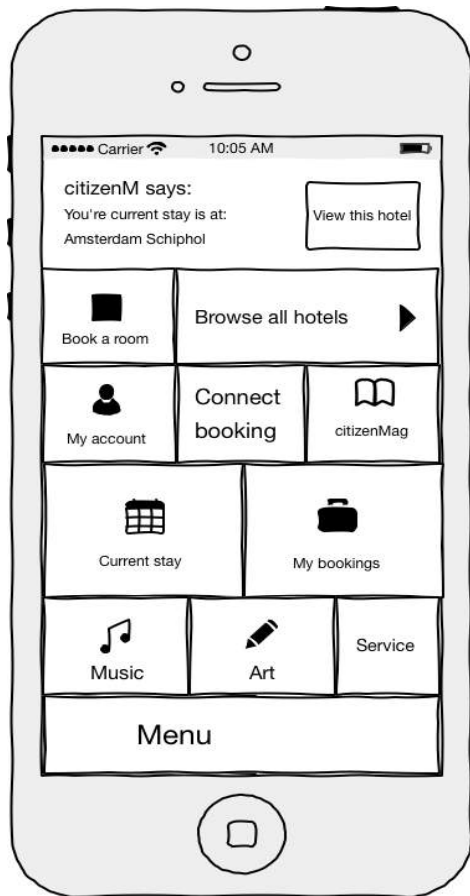 Carrier 10:05 AM
citizenM says:
You're current stay is at:
Amsterdam Schiphol
View this hotel
Book a room
Browse all hotels
My account
Connect
booking
citizenMag
Current stay
My bookings
Music
Art
Service
Menu